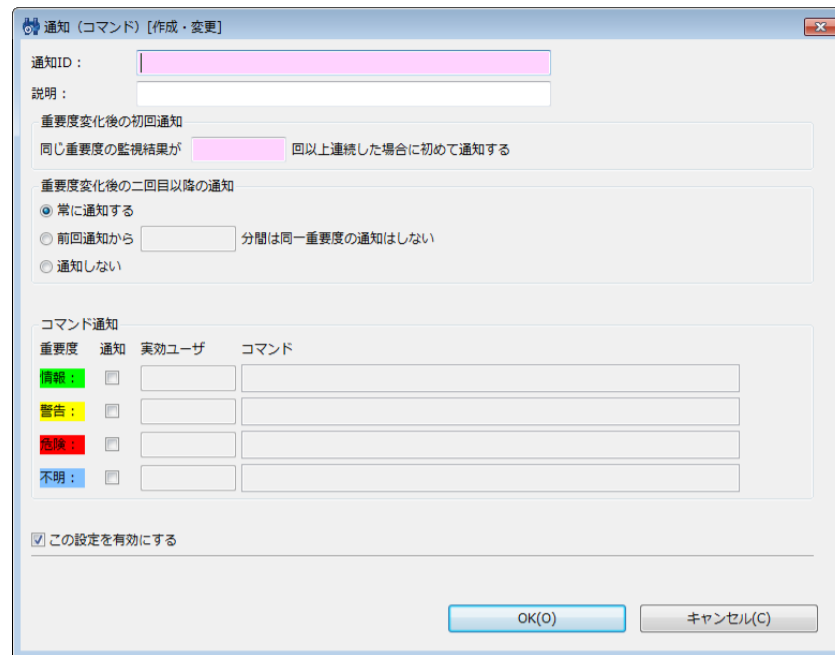 通知（コマンド）[作成・変更]
通知ID：
説明：
重要度変化後の初回通知
同じ重要度の監視結果が 回以上連続した場合に初めて通知する
重要度変化後の二回目以降の通知
常に通知する
前回通知から 分間は同一重要度の通知はしない
通知しない
コマンド通知
重要度 通知 実効ユーザ コマンド
情報：
警告：
危険：
不明：
この設定を有効にする
OK(O) キャンセル(C)